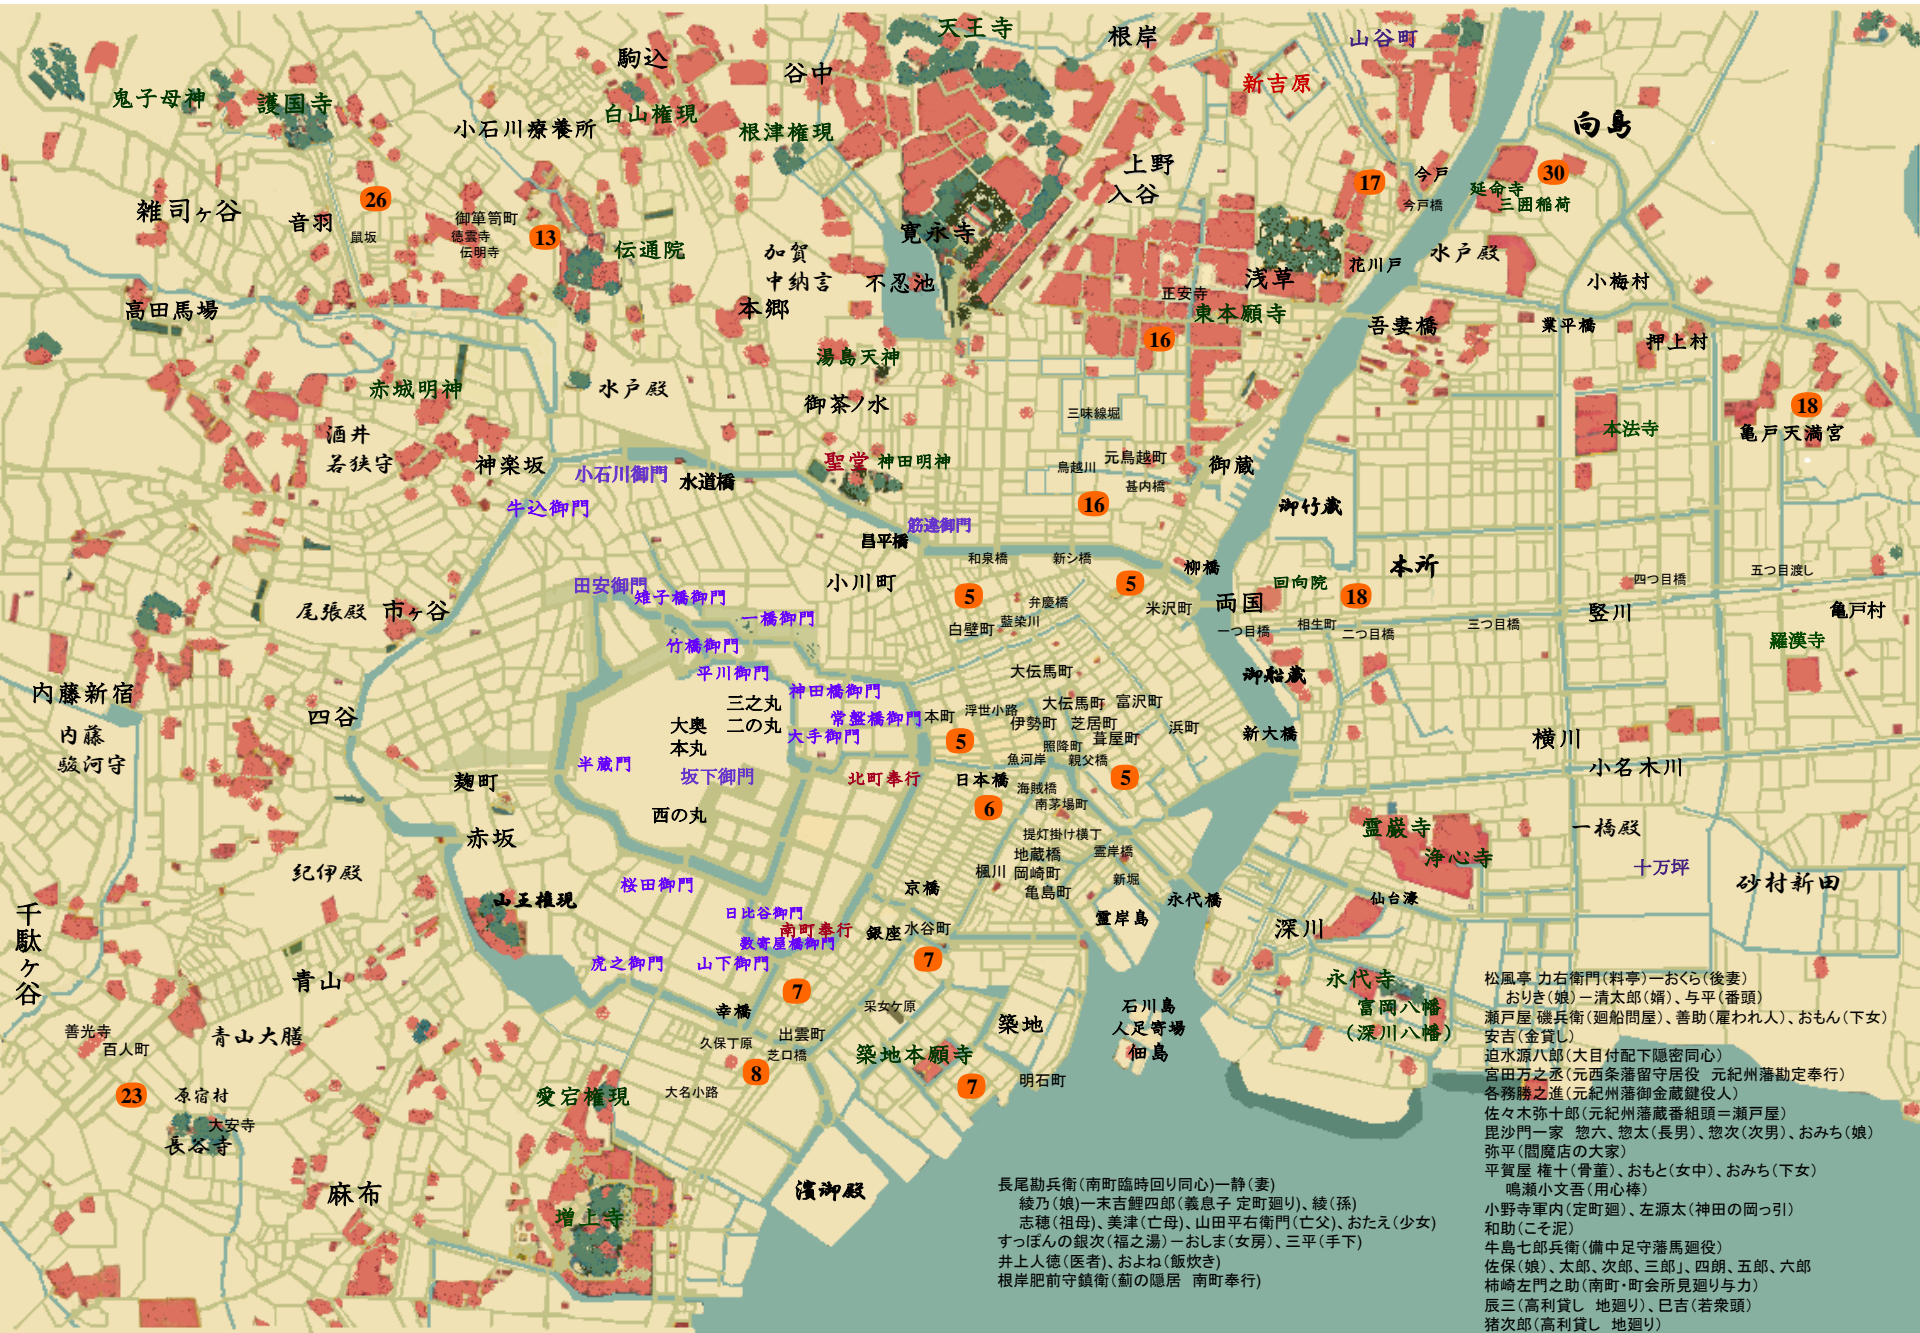 天王寺
根岸
山谷町
駒込
谷中
新吉原
鬼子母神
護国寺
白山権現
小石川療養所
根津権現
向島
上野
入谷
17
今戸
今戸橋
延命寺
30
三囲稲荷
雑司ヶ谷
26
音羽
鼠坂
御箪笥町
徳雲寺
伝明寺
13
伝通院
寛永寺
加賀
中納言
不忍池
本郷
水戸殿
花川戸
浅草
正安寺
東本願寺
16
小梅村
高田馬場
吾妻橋
業平橋
押上村
湯島天神
赤城明神
水戸殿
御茶ノ水
三味線堀
18
亀戸天満宮
本法寺
酒井
若狭守
神楽坂
小石川御門
水道橋
聖堂
神田明神
鳥越川
元鳥越町
甚内橋
16
御蔵
御竹蔵
牛込御門
筋違御門
昌平橋
和泉橋
新シ橋
柳橋
本所
小川町
田安御門
雉子橋御門
一橋御門
5
5
弁慶橋
米沢町
白壁町
藍染川
両国
回向院
18
一つ目橋
相生町
二つ目橋
三つ目橋
四つ目橋
五つ目渡し
竪川
亀戸村
羅漢寺
尾張殿
市ヶ谷
竹橋御門
平川御門
神田橋御門
常盤橋御門
大手御門
三之丸
大奥
二の丸
本丸
坂下御門
西の丸
半蔵門
大伝馬町
大伝馬町
富沢町
本町
浮世小路
伊勢町
芝居町
浜町
葺屋町
照降町
魚河岸
親父橋
5
5
御船蔵
新大橋
内藤新宿
四谷
内藤
駿河守
麹町
北町奉行
日本橋
6
海賊橋
南茅場町
提灯掛け横丁
地蔵橋
霊岸橋
楓川
岡崎町
亀島町
新堀
横川
小名木川
赤坂
霊巌寺
浄心寺
一橋殿
十万坪
砂村新田
仙台濠
紀伊殿
山王権現
桜田御門
日比谷御門
南町奉行
数寄屋橋御門
虎之御門
山下御門
京橋
銀座
水谷町
7
霊岸島
永代橋
深川
千駄ヶ谷
青山
7
幸橋
采女ケ原
築地
石川島
人足寄場
佃島
永代寺
富岡八幡
(深川八幡)
善光寺
百人町
青山大膳
久保丁原
出雲町
芝口橋
8
築地本願寺
7
明石町
23
原宿村
大安寺
長谷寺
愛宕権現
大名小路
麻布
増上寺
濱御殿
長尾勘兵衛(南町臨時回り同心)ー静(妻)
綾乃(娘)ー末吉鯉四郎(義息子 定町廻り)、綾(孫)
志穂(祖母)、美津(亡母)、山田平右衛門(亡父)、おたえ(少女)
すっぽんの銀次(福之湯)ーおしま(女房)、三平(手下)
井上人徳(医者)、およね(飯炊き)
根岸肥前守鎮衛(薊の隠居 南町奉行)
松風亭 力右衛門(料亭)ーおくら(後妻)
おりき(娘)ー清太郎(婿)、与平(番頭)
瀬戸屋 磯兵衛(廻船問屋)、善助(雇われ人)、おもん(下女)
安吉(金貸し)
迫水源八郎(大目付配下隠密同心)
宮田万之丞(元西条藩留守居役 元紀州藩勘定奉行)
各務勝之進(元紀州藩御金蔵鍵役人)
佐々木弥十郎(元紀州藩蔵番組頭=瀬戸屋)
毘沙門一家 惣六、惣太(長男)、惣次(次男)、おみち(娘)
弥平(閻魔店の大家)
平賀屋 権十(骨董)、おもと(女中)、おみち(下女)
鳴瀬小文吾(用心棒)
小野寺軍内(定町廻)、左源太(神田の岡っ引)
和助(こそ泥)
牛島七郎兵衛(備中足守藩馬廻役)
佐保(娘)、太郎、次郎、三郎」、四朗、五郎、六郎
柿崎左門之助(南町・町会所見廻り与力)
辰三(高利貸し 地廻り)、巳吉(若衆頭)
猪次郎(高利貸し 地廻り)